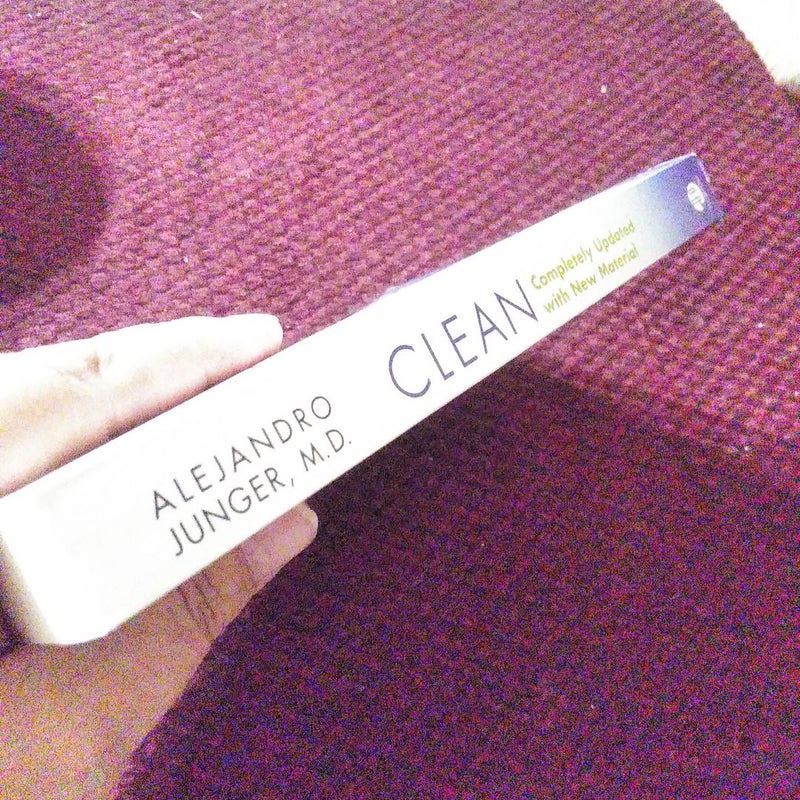 ALEJANDRO
JUNGER, M.D.
CLEAN
Completely Updated
with New Material